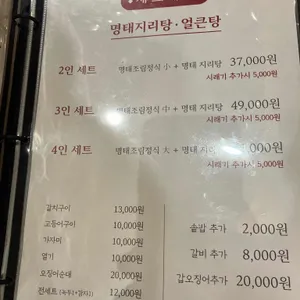 명태지리탕·얼큰탕
2인 세트 명태조림정식 小 + 명태 지리탕 37,000원
시래기 추가시 5,000원
3인 세트 명태조림정식 小 + 명태 지리탕 49,000원
시래기 추가시 5,000원
4인 세트 명태조림정식 大 + 명태 지리 ,000원
시래기 추가시 5,000원
갈치구이 13,000원
고등어구이 10,000원
가자미 10,000원
열기 10,000원
오징어순대 20,000원
전세트 12,000원
솥밥 추가 2,000원
갈비 추가 8,000원
갑오징어추가 20,000원